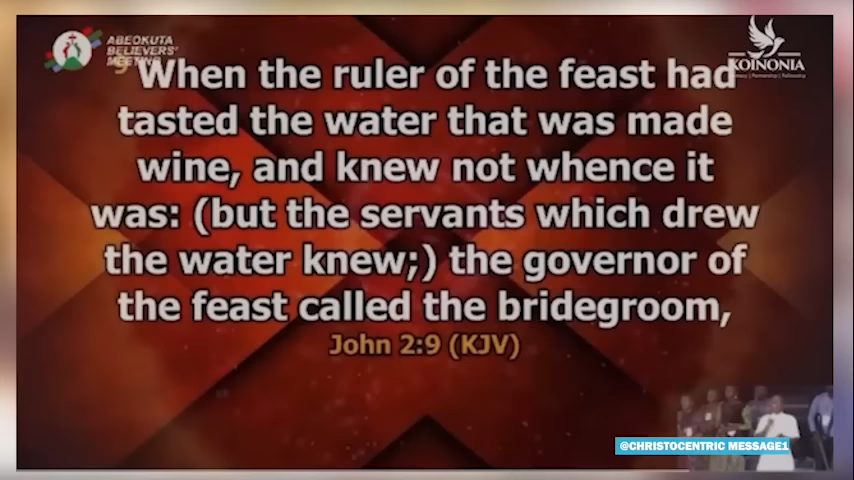 ABEOKUTA
BELIEVERS'
MEETING
KOINONIA
9 When the ruler of the feast had
tasted the water that was made
wine, and knew not whence it
was: (but the servants which drew
the water knew;) the governor of
the feast called the bridegroom,
John 2:9 (KJV)
@CHRISTOCENTRIC MESSAGE1